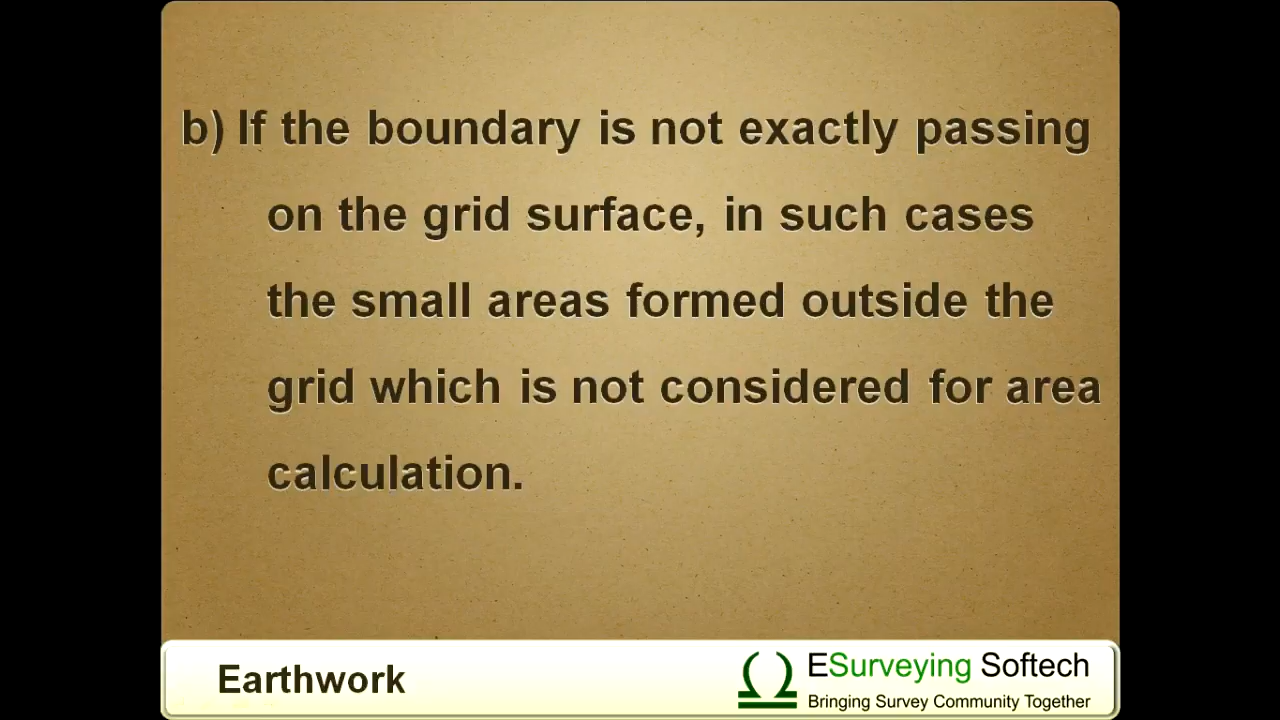 b) If the boundary is not exactly passing
on the grid surface, in such cases
the small areas formed outside the
grid which is not considered for area
calculation.
Earthwork
ESurveying Softech
Bringing Survey Community Together